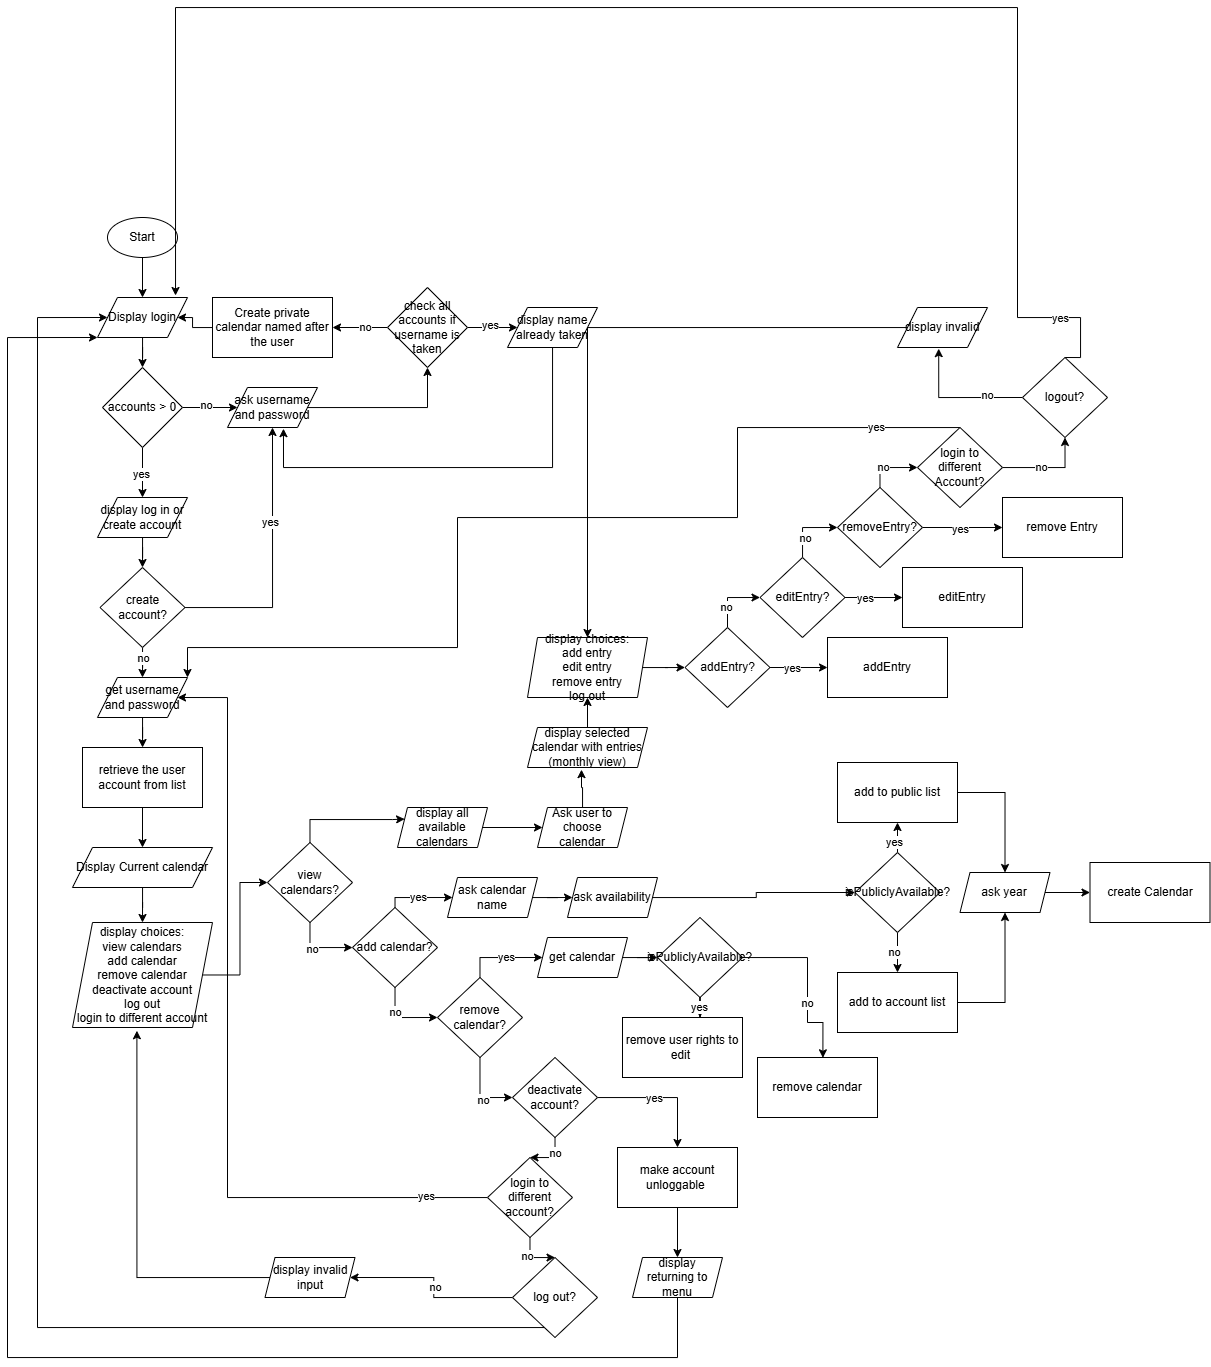 Start
Display login
Create private
calendar named after
the user
no
check all
accounts if
username is
taken
yes
display name
already taken
display invalid
yes
logout?
no
accounts > 0
no
ask username
and password
yes
login to
different
Account?
no
no
yes
display log in or
create account
yes
removeEntry?
yes
remove Entry
no
create
account?
editEntry?
yes
editEntry
no
no
display choices:
add entry
edit entry
remove entry
log out
addEntry?
yes
addEntry
get username
and password
display selected
calendar with entries
(monthly view)
retrieve the user
account from list
display all
available
calendars
Ask user to
choose
calendar
add to public list
yes
Display Current calendar
view
calendars?
no
yes
ask calendar
name
ask availability
isPubliclyAvailable?
ask year
create Calendar
no
add to account list
display choices:
view calendars
add calendar
remove calendar
deactivate account
log out
login to different account
add calendar?
no
yes
get calendar
isPubliclyAvailable?
no
yes
remove
calendar?
remove user rights to
edit
remove calendar
no
deactivate
account?
yes
no
make account
unloggable
login to
different
account?
yes
no
display invalid
input
no
log out?
display
returning to
menu